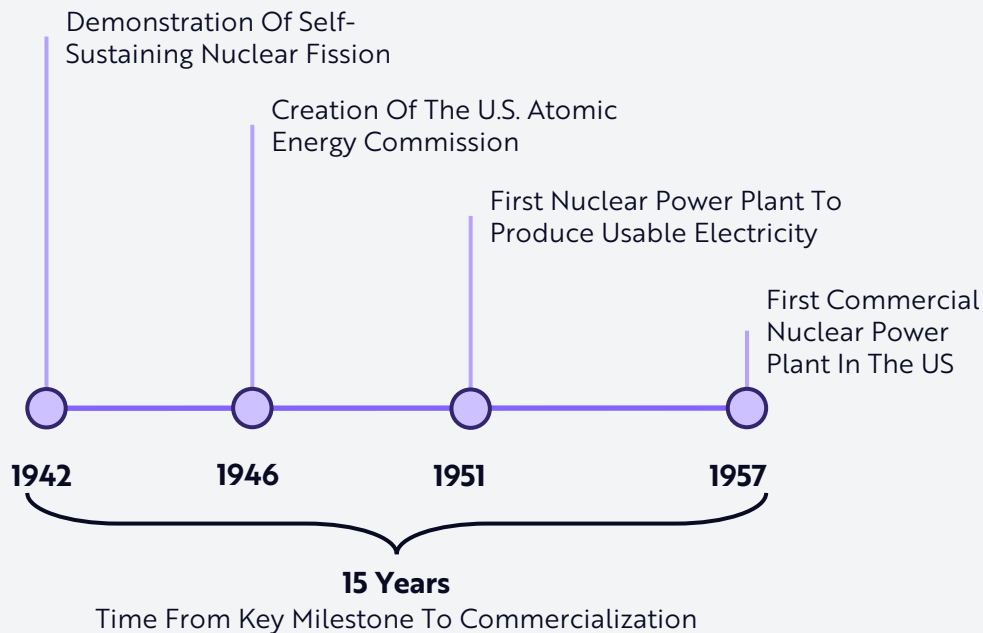 Demonstration Of Self-
Sustaining Nuclear Fission
Creation Of The U.S. Atomic
Energy Commission
First Nuclear Power Plant To
Produce Usable Electricity
First Commercial
Nuclear Power
Plant In The US
1942
1946
1951
1957
15 Years
Time From Key Milestone To Commercialization